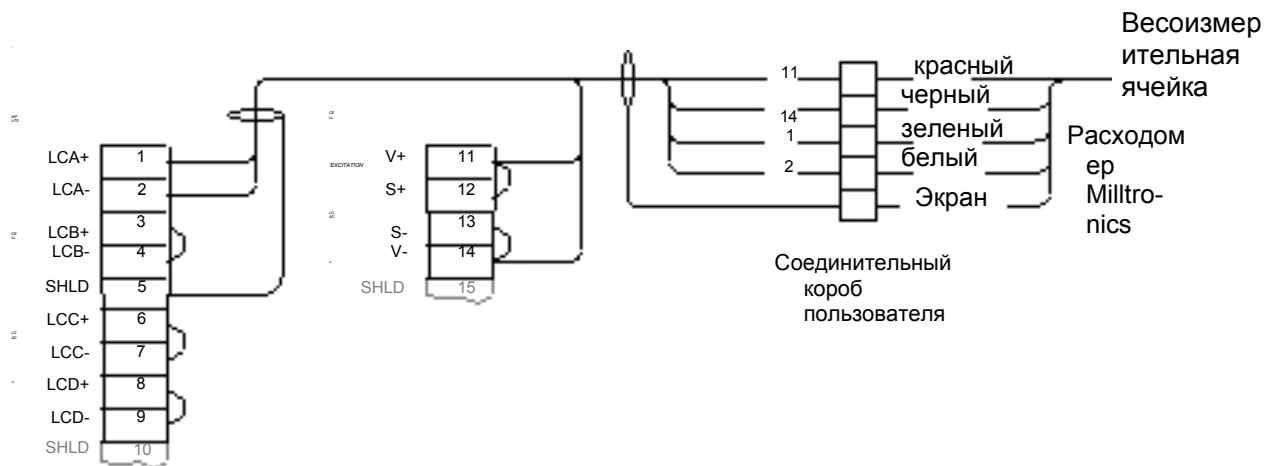 Весоизмер
ительная
ячейка
11
красный
черный
14
1
зеленый
2
белый
Экран
Расходом
ер
Milltro-
nics
Соединительный
короб
пользователя
LCA+ 1
LCA- 2
LCB+ 3
LCB- 4
SHLD 5
LCC+ 6
LCC- 7
LCD+ 8
LCD- 9
SHLD 10
EXCITATION
V+ 11
S+ 12
S- 13
V- 14
SHLD 15